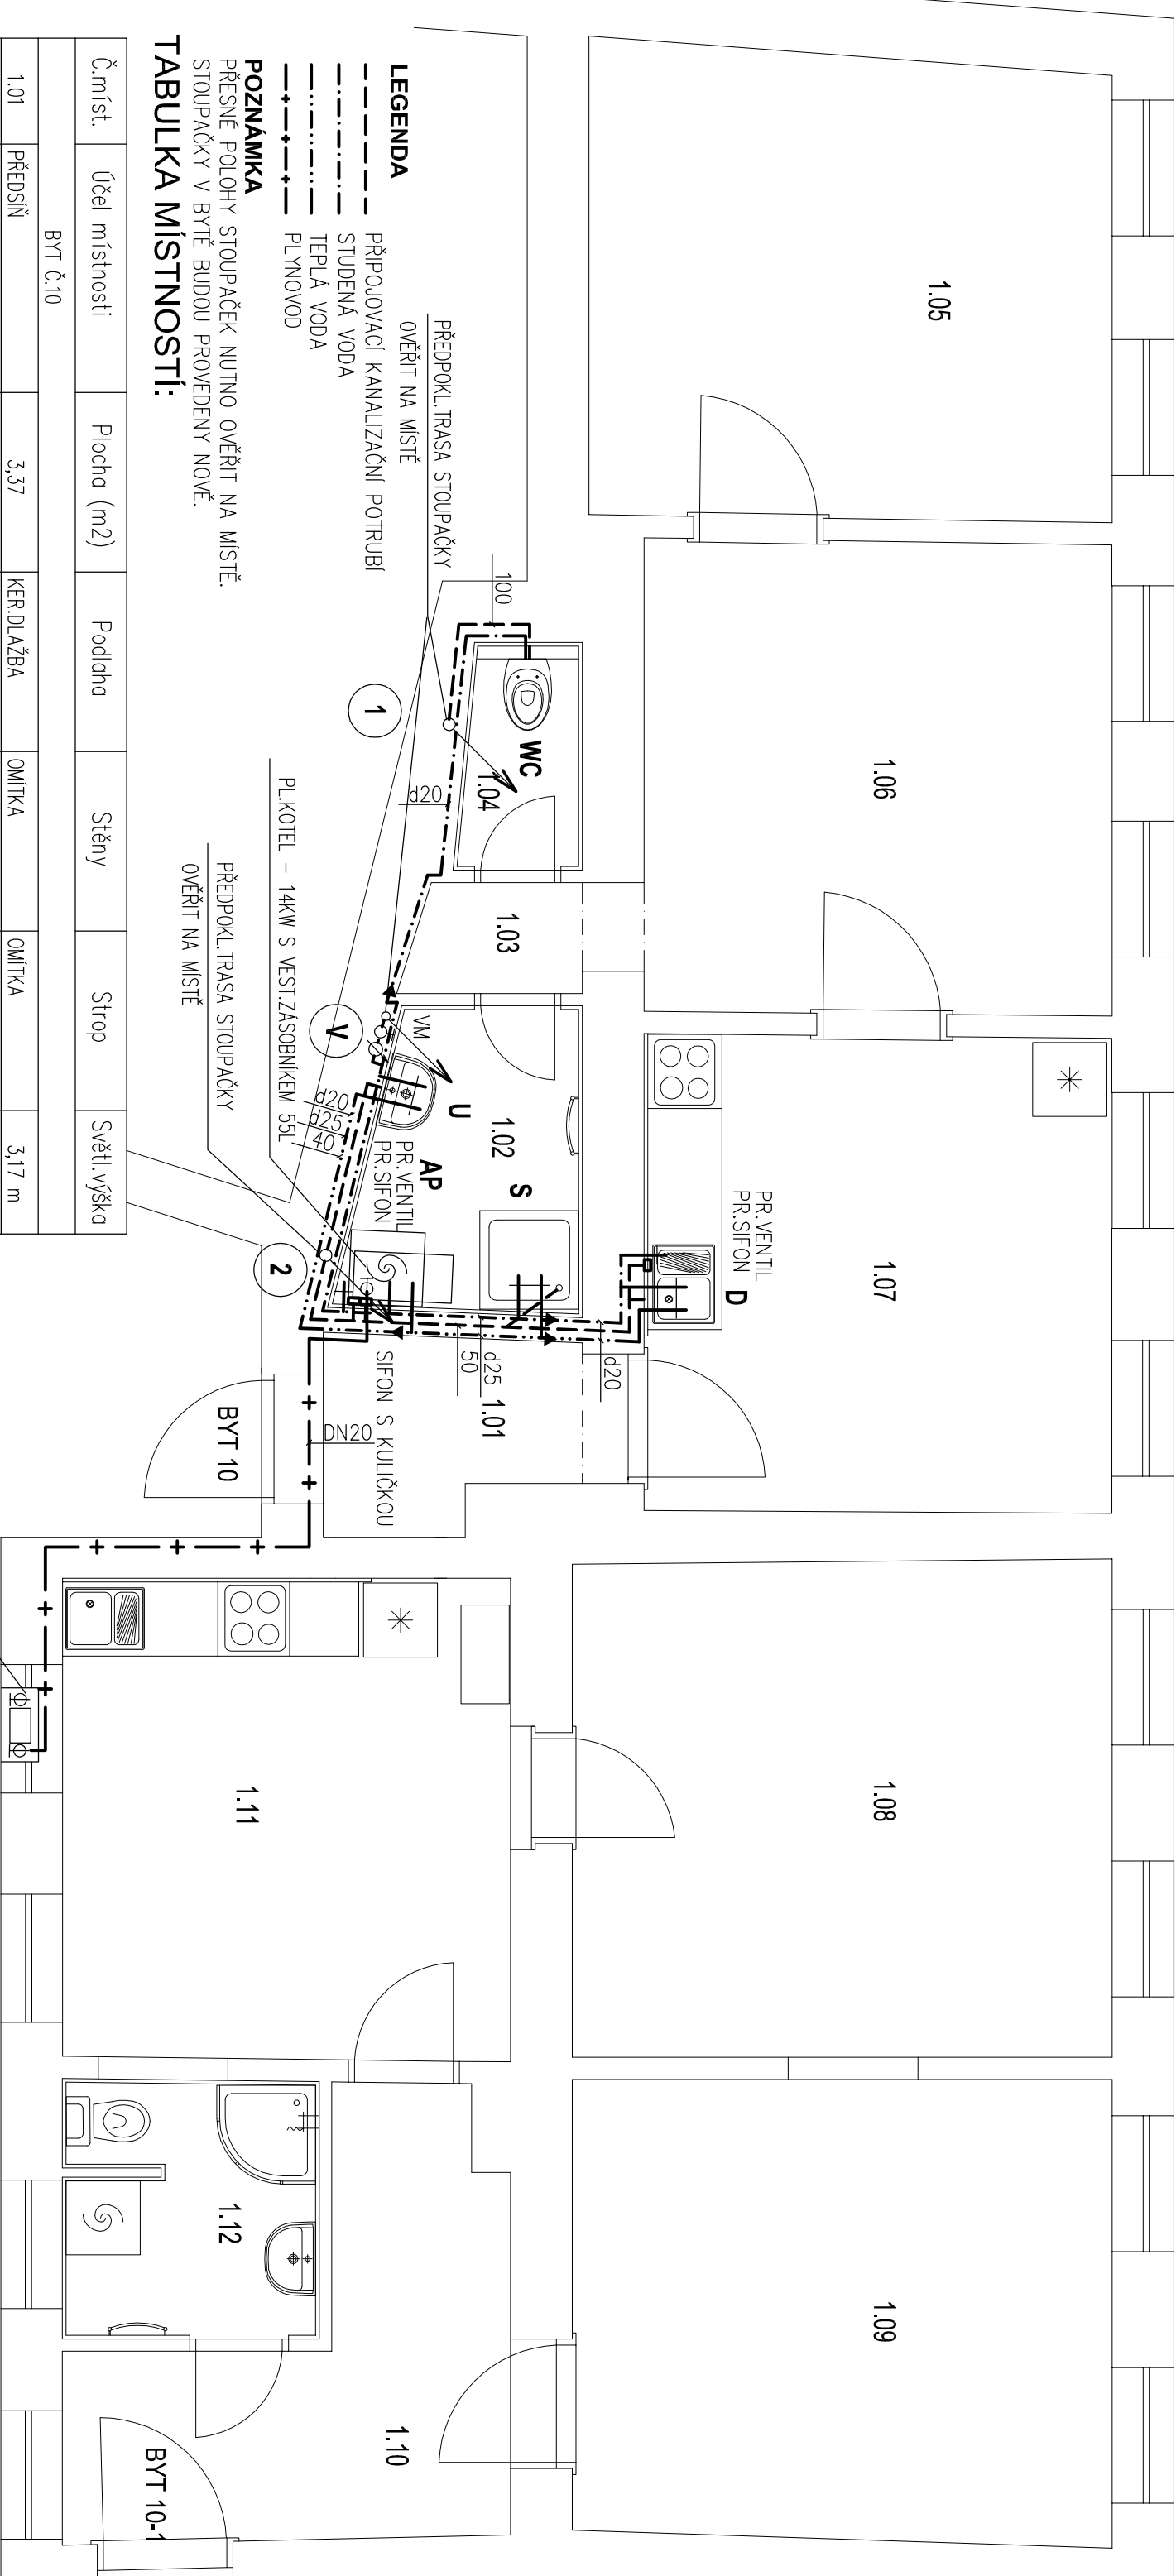 1.05
1.06
1.07
1.08
1.09
PR.VENTIL
PR.SIFON
D
LEGENDA
PŘIPOJOVACÍ KANALIZAČNÍ POTRUBÍ
STUDENÁ VODA
TEPLÁ VODA
PLYNOVOD
PŘEDPOKL.TRASA STOUPAČKY
OVĚŘIT NA MÍSTĚ
100
WC
1.04
d20
1
1.03
VM
V
U
1.02
S
AP
PR.VENTIL
PR.SIFON
d20
d25
40
2
d20
d25
50
1.01
SIFON S KULIČKOU
DN20
BYT 10
PL.KOTEL - 14KW S VEST.ZÁSOBNÍKEM 55L
PŘEDPOKL.TRASA STOUPAČKY
OVĚŘIT NA MÍSTĚ
1.11
1.12
1.10
BYT 10-1
POZNÁMKA
PŘESNÉ POLOHY STOUPAČEK NUTNO OVĚŘIT NA MÍSTĚ.
STOUPAČKY V BYTĚ BUDOU PROVEDENY NOVĚ.
TABULKA MÍSTNOSTÍ:
Č.míst. Účel místnosti Plocha (m2) Podlaha Stěny Strop Světl.výška
BYT Č.10
1.01 PŘEDSÍŇ 3,37 KER.DLAŽBA OMÍTKA OMÍTKA 3,17 m